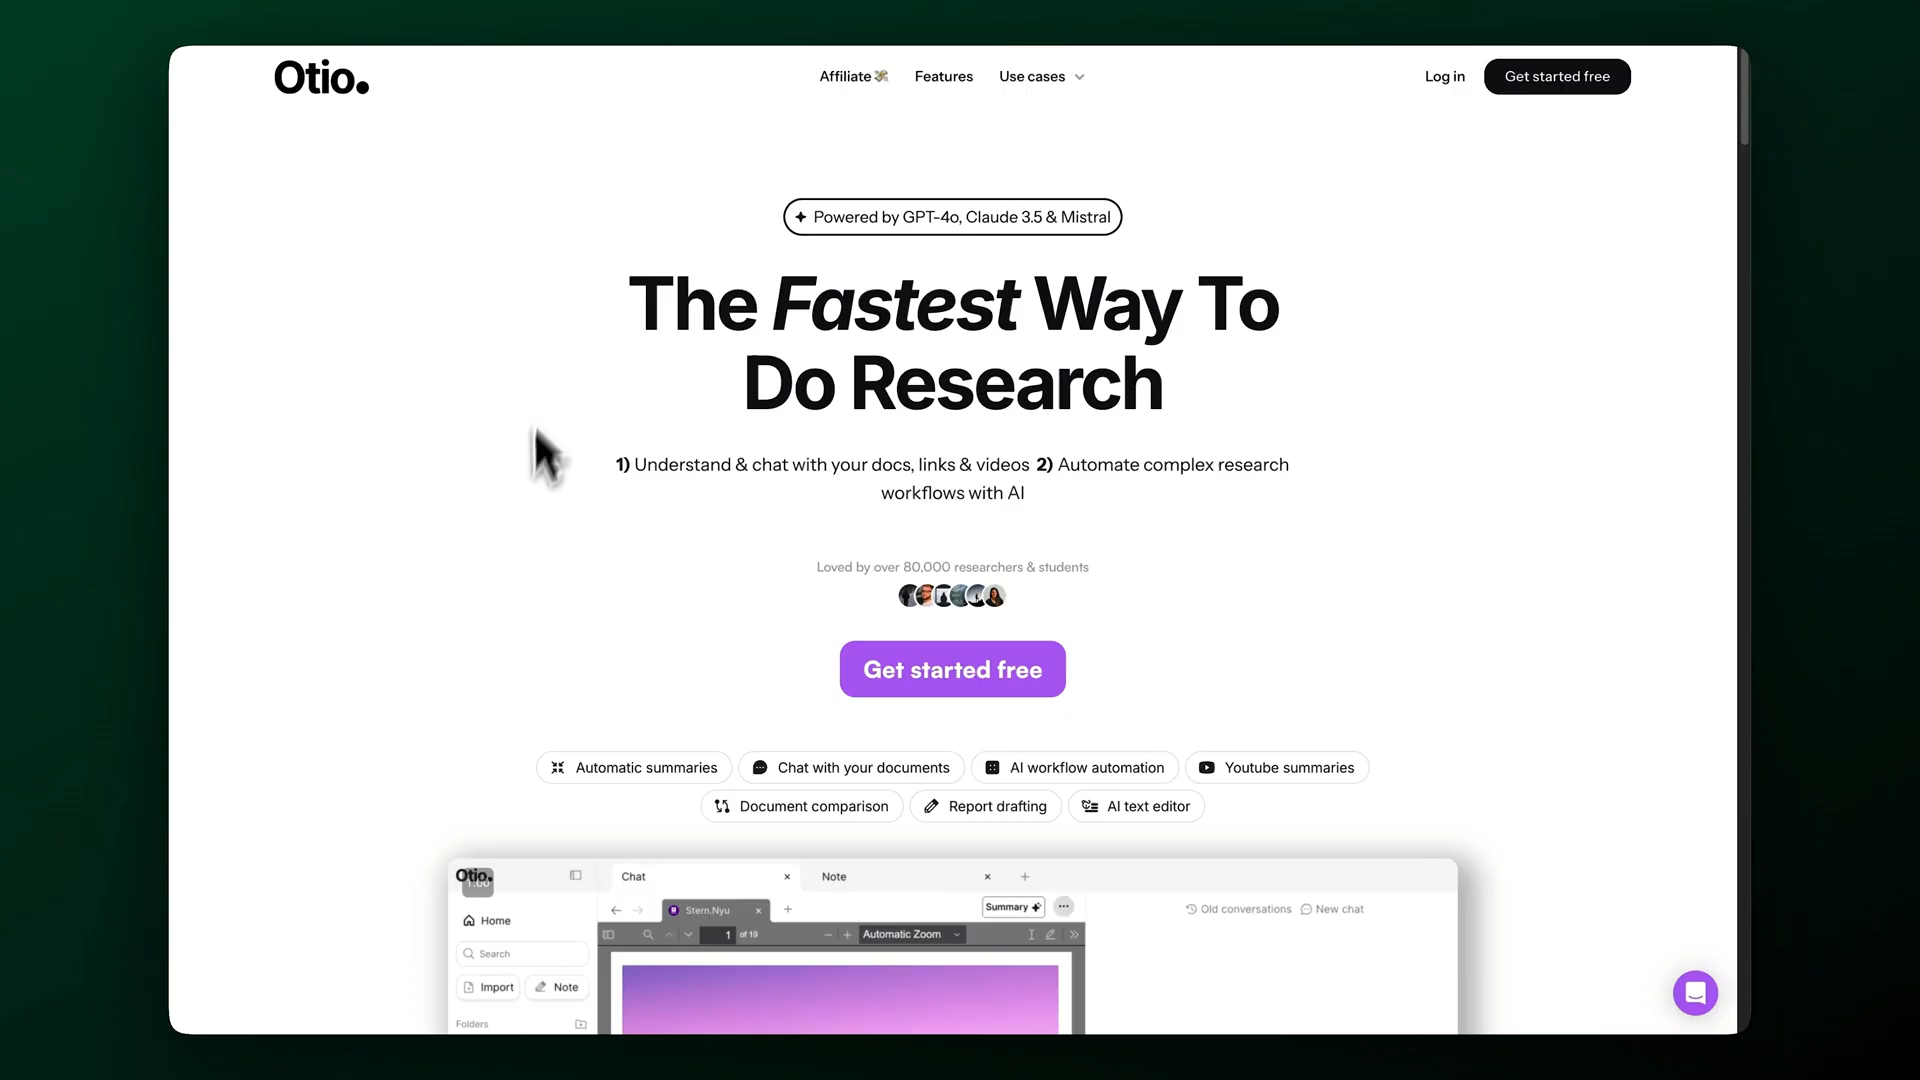 Otio.
Affiliate💸 Features Use cases
Log in Get started free
Powered by GPT-4o, Claude 3.5 & Mistral
The Fastest Way To
Do Research
1) Understand & chat with your docs, links & videos 2) Automate complex research
workflows with AI
Loved by over 80,000 researchers & students
Get started free
Automatic summaries Chat with your documents AI workflow automation Youtube summaries
Document comparison Report drafting AI text editor
Otio.
1.00
Chat Note
Stern.Nyu
Summary
Old conversations New chat
Home
1 of 19 Automatic Zoom
Search
Import Note
Folders